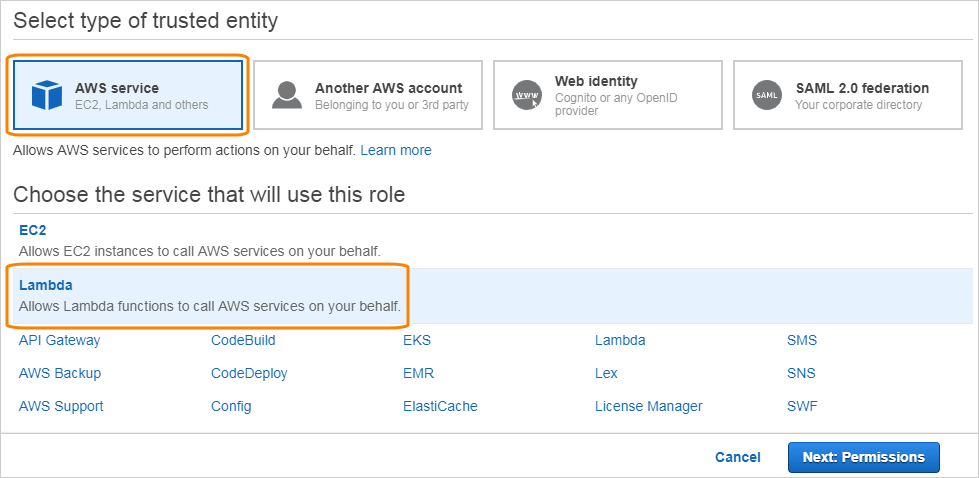 Select type of trusted entity
AWS service
EC2, Lambda and others
Another AWS account
Belonging to you or 3rd party
Web identity
Cognito or any OpenID
provider
SAML 2.0 federation
Your corporate directory
WWW
SAML
Allows AWS services to perform actions on your behalf. Learn more
Choose the service that will use this role
EC2
Allows EC2 instances to call AWS services on your behalf.
Lambda
Allows Lambda functions to call AWS services on your behalf.
API Gateway CodeBuild EKS Lambda SMS
AWS Backup CodeDeploy EMR Lex SNS
AWS Support Config ElastiCache License Manager SWF
Cancel Next: Permissions